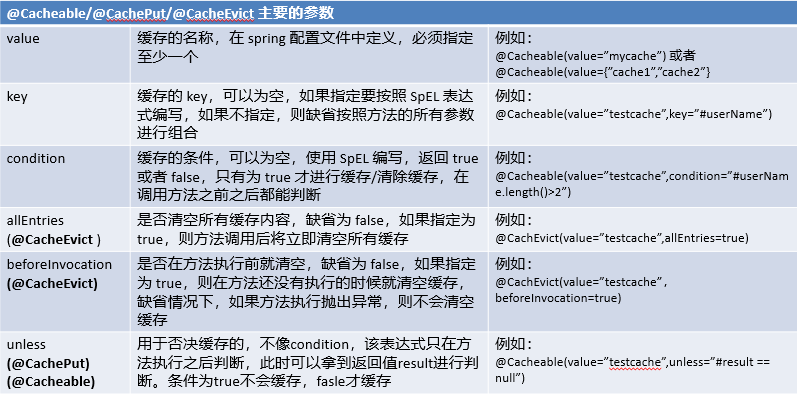 @Cacheable/@CachePut/@CacheEvict 主要的参数
value
缓存的名称，在 spring 配置文件中定义，必须指定
至少一个
例如：
@Cacheable(value=”mycache”) 或者
@Cacheable(value={”cache1”,”cache2”}
key
缓存的 key，可以为空，如果指定要按照 SpEL 表达
式编写，如果不指定，则缺省按照方法的所有参数
进行组合
例如：
@Cacheable(value=”testcache”,key=”#userName”)
condition
缓存的条件，可以为空，使用 SpEL 编写，返回 true
或者 false，只有为 true 才进行缓存/清除缓存，在
调用方法之前之后都能判断
例如：
@Cacheable(value=”testcache”,condition=”#userNam
e.length()>2”)
allEntries
(@CacheEvict )
是否清空所有缓存内容，缺省为 false，如果指定为
true，则方法调用后将立即清空所有缓存
例如：
@CachEvict(value=”testcache”,allEntries=true)
beforeInvocation
(@CacheEvict)
是否在方法执行前就清空，缺省为 false，如果指定
为 true，则在方法还没有执行的时候就清空缓存，
缺省情况下，如果方法执行抛出异常，则不会清空
缓存
例如：
@CachEvict(value=”testcache”，
beforeInvocation=true)
unless
(@CachePut)
(@Cacheable)
用于否决缓存的，不像condition，该表达式只在方
法执行之后判断，此时可以拿到返回值result进行判
断。条件为true不会缓存，fasle才缓存
例如：
@Cacheable(value=”testcache”,unless=”#result ==
null”)